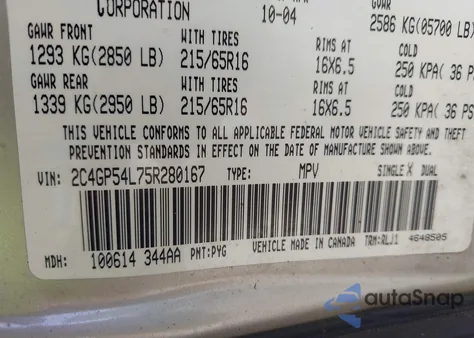 CORPORATION 10-04 2586 KG(05700 LB)
GAWR FRONT WITH TIRES RIMS AT COLD
1293 KG(2850 LB) 215/65R16 16X6.5 250 KPA( 36 PS
GAWR REAR WITH TIRES RIMS AT COLD
1339 KG(2950 LB) 215/65R16 16X6.5 250 KPA( 36 PS
THIS VEHICLE CONFORMS TO ALL APPLICABLE FEDERAL MOTOR VEHICLE SAFETY AND THEFT
PREVENTION STANDARDS IN EFFECT ON THE DATE OF MANUFACTURE SHOWN ABOVE.
VIN: 2C4GP54L75R280167 TYPE: MPV SINGLE X DUAL
MDH: 100614 344AA PNT:PYG VEHICLE MADE IN CANADA TRM:RLJ1 4648505
autoSnap